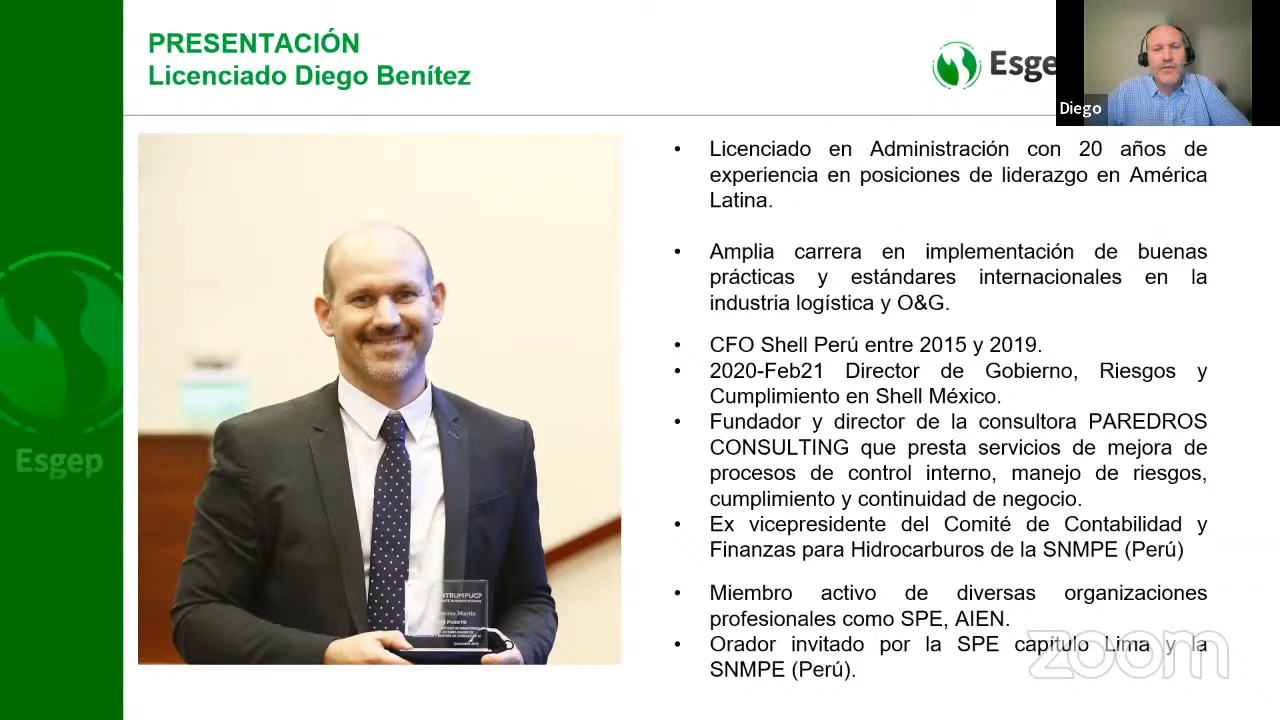 PRESENTACIÓN
Licenciado Diego Benítez
Esge
Diego
• Licenciado en Administración con 20 años de
experiencia en posiciones de liderazgo en América
Latina.
• Amplia carrera en implementación de buenas
prácticas y estándares internacionales en la
industria logística y O&G.
• CFO Shell Perú entre 2015 y 2019.
• 2020-Feb21 Director de Gobierno, Riesgos y
Cumplimiento en Shell México.
• Fundador y director de la consultora PAREDROS
CONSULTING que presta servicios de mejora de
procesos de control interno, manejo de riesgos,
cumplimiento y continuidad de negocio.
• Ex vicepresidente del Comité de Contabilidad y
Finanzas para Hidrocarburos de la SNMPE (Perú)
• Miembro activo de diversas organizaciones
profesionales como SPE, AIEN.
• Orador invitado por la SPE capítulo Lima y la
SNMPE (Perú).
Esgep
NTRUMPUCP
Martin
PUESTO
zoom